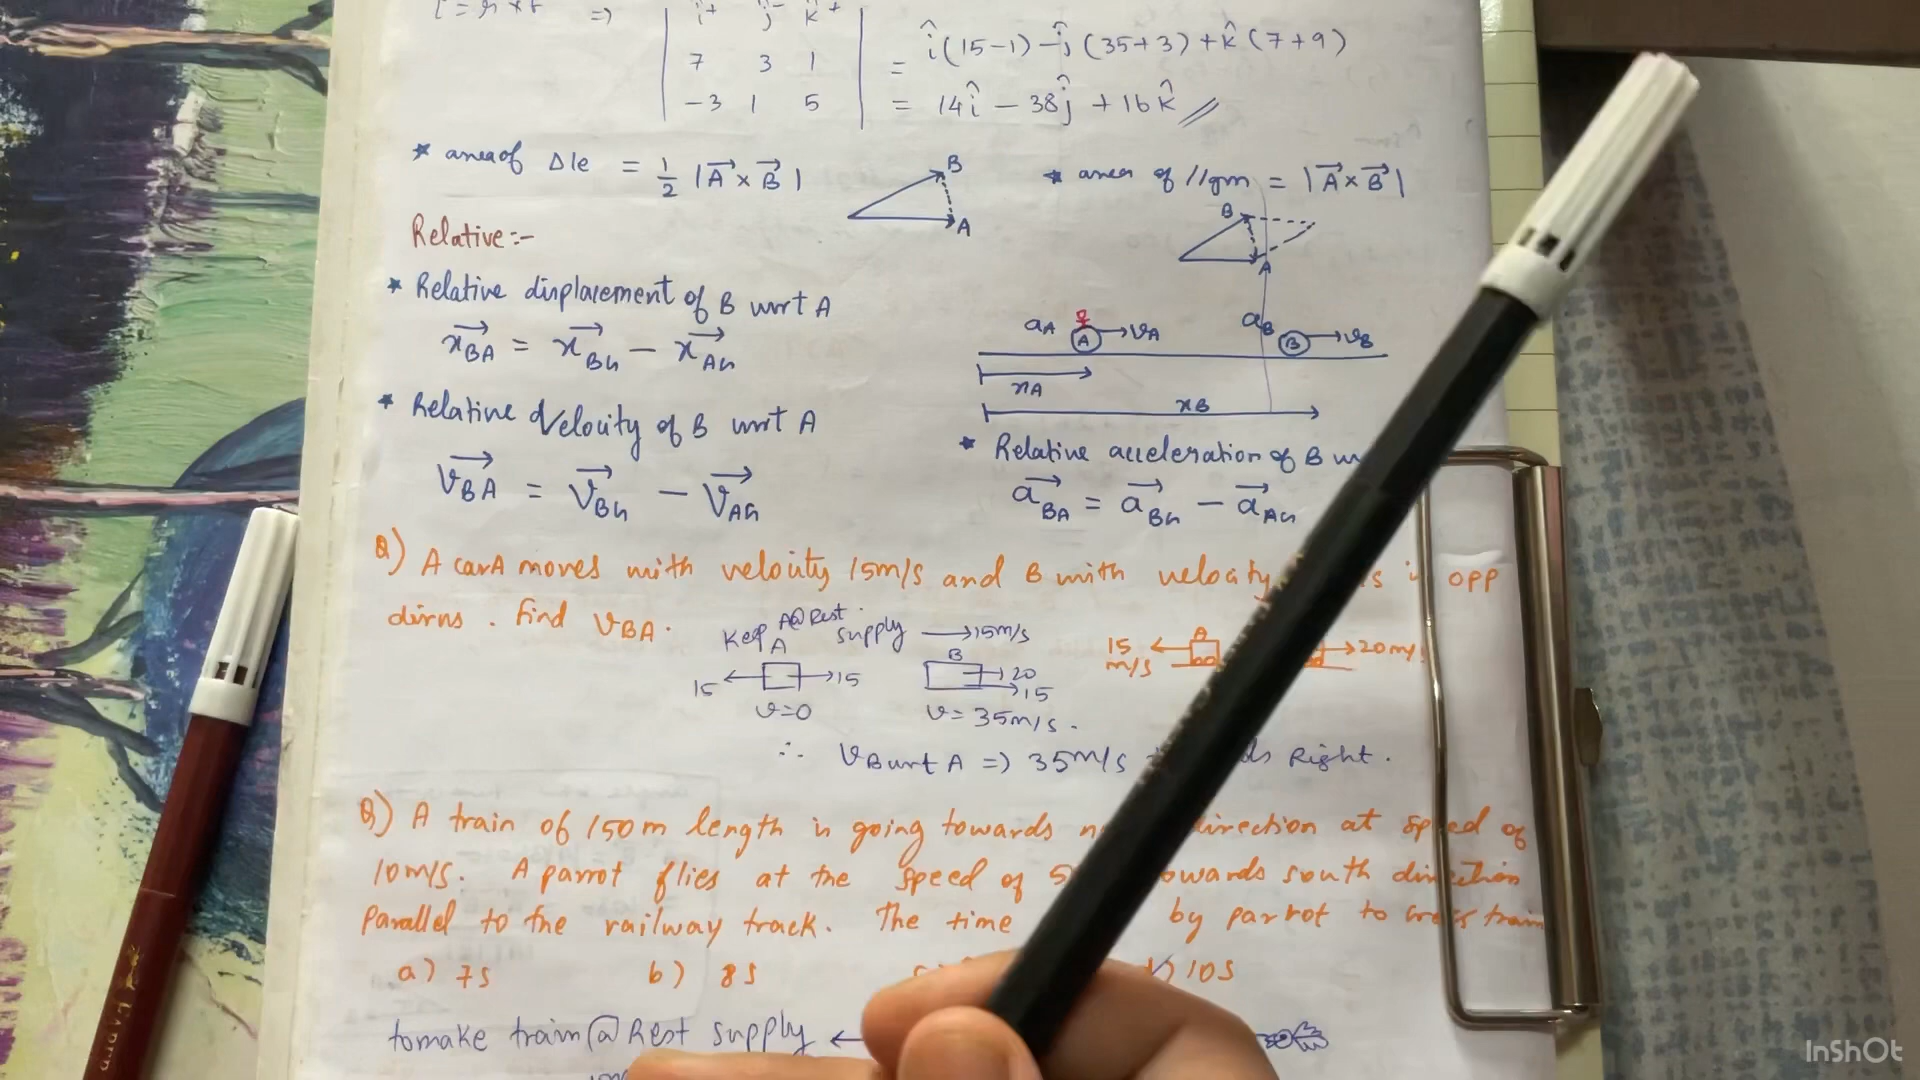 î(15-1) - ĵ(35+3) + k̂(7+9)
7 3 1 =
-3 1 5 = 14î - 38ĵ + 16k̂ //
* area of Δle = 1/2 |A⃗ x B⃗|
B
A
* area of //gm = |A⃗ x B⃗|
B
A
Relative:-
* Relative displacement of B wrt A
x⃗BA = x⃗BG - x⃗AG
aA A → vA aB B → vB
xA
xB
* Relative Velocity of B wrt A
V⃗BA = V⃗BG - V⃗AG
* Relative acceleration of B w
a⃗BA = a⃗BG - a⃗AG
Q) A car A moves with velocity 15m/s and B with velocity opp
dirns. Find VBA.
Keep A@Rest supply → 15m/s
A
15 ← → 15
v=0
B
→ 20
→ 15
v= 35m/s.
15 m/s ← → 20m/
∴ VB wrt A => 35m/s Right.
Q) A train of 150m length is going towards direction at speed of
10m/s. A parrot flies at the speed of 5 towards south direction
parallel to the railway track. The time by parrot to cross train
a) 7s b) 8s d) 10s
to make train@Rest supply ←
InShOt